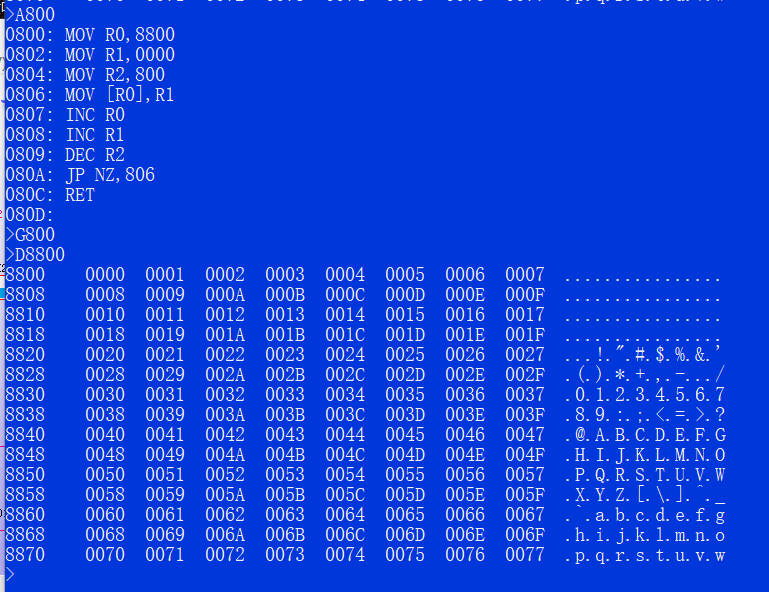 >A800
0800: MOV R0,8800
0802: MOV R1,0000
0804: MOV R2,800
0806: MOV [R0],R1
0807: INC R0
0808: INC R1
0809: DEC R2
080A: JP NZ,806
080C: RET
080D:
>G800
>D8800
8800    0000  0001  0002  0003  0004  0005  0006  0007  ................
8808    0008  0009  000A  000B  000C  000D  000E  000F  ................
8810    0010  0011  0012  0013  0014  0015  0016  0017  ................
8818    0018  0019  001A  001B  001C  001D  001E  001F  ...............;
8820    0020  0021  0022  0023  0024  0025  0026  0027  ...!.".#.$.%.&.'
8828    0028  0029  002A  002B  002C  002D  002E  002F  .(.).*.+.,.-.../
8830    0030  0031  0032  0033  0034  0035  0036  0037  .0.1.2.3.4.5.6.7
8838    0038  0039  003A  003B  003C  003D  003E  003F  .8.9.:.;.<.=.>.?
8840    0040  0041  0042  0043  0044  0045  0046  0047  .@.A.B.C.D.E.F.G
8848    0048  0049  004A  004B  004C  004D  004E  004F  .H.I.J.K.L.M.N.O
8850    0050  0051  0052  0053  0054  0055  0056  0057  .P.Q.R.S.T.U.V.W
8858    0058  0059  005A  005B  005C  005D  005E  005F  .X.Y.Z.[.\.].^._
8860    0060  0061  0062  0063  0064  0065  0066  0067  .`.a.b.c.d.e.f.g
8868    0068  0069  006A  006B  006C  006D  006E  006F  .h.i.j.k.l.m.n.o
8870    0070  0071  0072  0073  0074  0075  0076  0077  .p.q.r.s.t.u.v.w
>